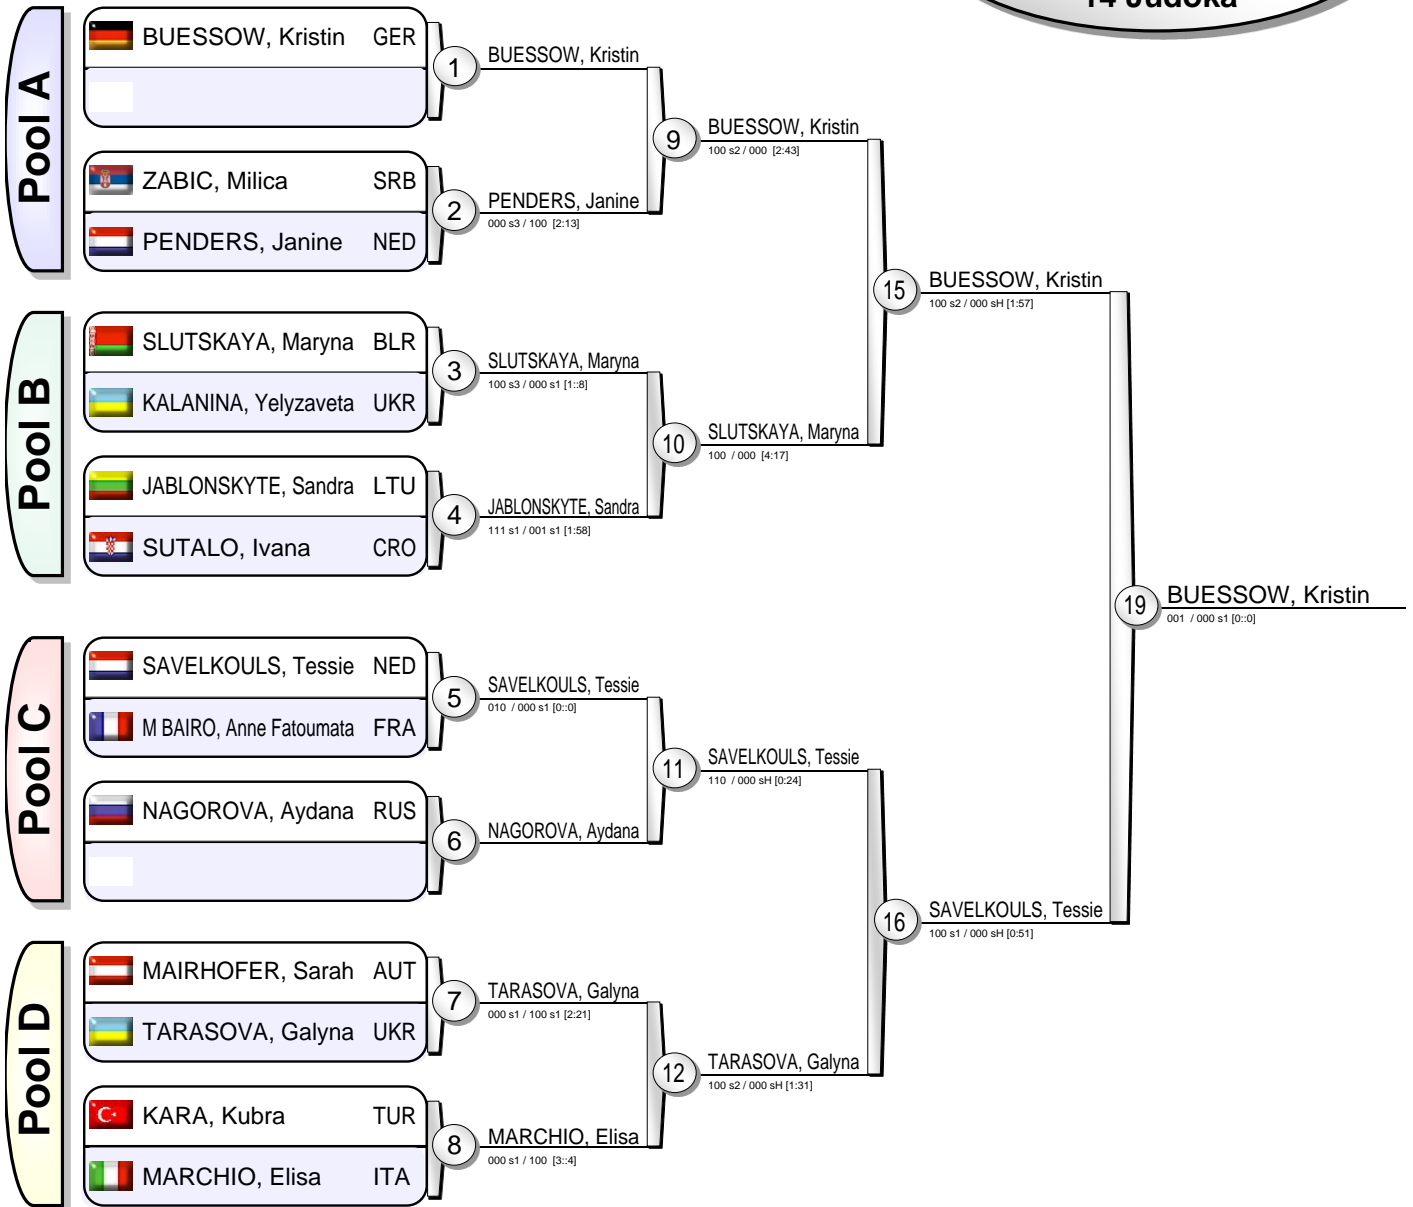 14 Judoka
Pool A
BUESSOW, Kristin GER
ZABIC, Milica SRB
PENDERS, Janine NED
1
BUESSOW, Kristin
2
PENDERS, Janine
000 s3 / 100 [2:13]
9
BUESSOW, Kristin
100 s2 / 000 [2:43]
Pool B
SLUTSKAYA, Maryna BLR
KALANINA, Yelyzaveta UKR
JABLONSKYTE, Sandra LTU
SUTALO, Ivana CRO
3
SLUTSKAYA, Maryna
100 s3 / 000 s1 [1::8]
4
JABLONSKYTE, Sandra
111 s1 / 001 s1 [1:58]
10
SLUTSKAYA, Maryna
100 / 000 [4:17]
15
BUESSOW, Kristin
100 s2 / 000 sH [1:57]
Pool C
SAVELKOULS, Tessie NED
M BAIRO, Anne Fatoumata FRA
NAGOROVA, Aydana RUS
5
SAVELKOULS, Tessie
010 / 000 s1 [0::0]
6
NAGOROVA, Aydana
11
SAVELKOULS, Tessie
110 / 000 sH [0:24]
Pool D
MAIRHOFER, Sarah AUT
TARASOVA, Galyna UKR
KARA, Kubra TUR
MARCHIO, Elisa ITA
7
TARASOVA, Galyna
000 s1 / 100 s1 [2:21]
8
MARCHIO, Elisa
000 s1 / 100 [3::4]
12
TARASOVA, Galyna
100 s2 / 000 sH [1:31]
16
SAVELKOULS, Tessie
100 s1 / 000 sH [0:51]
19
BUESSOW, Kristin
001 / 000 s1 [0::0]